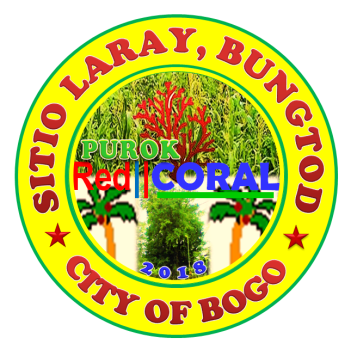 SITIO LARAY, BUNGTOD
PUROK
Red||CORAL
2018
CITY OF BOGO